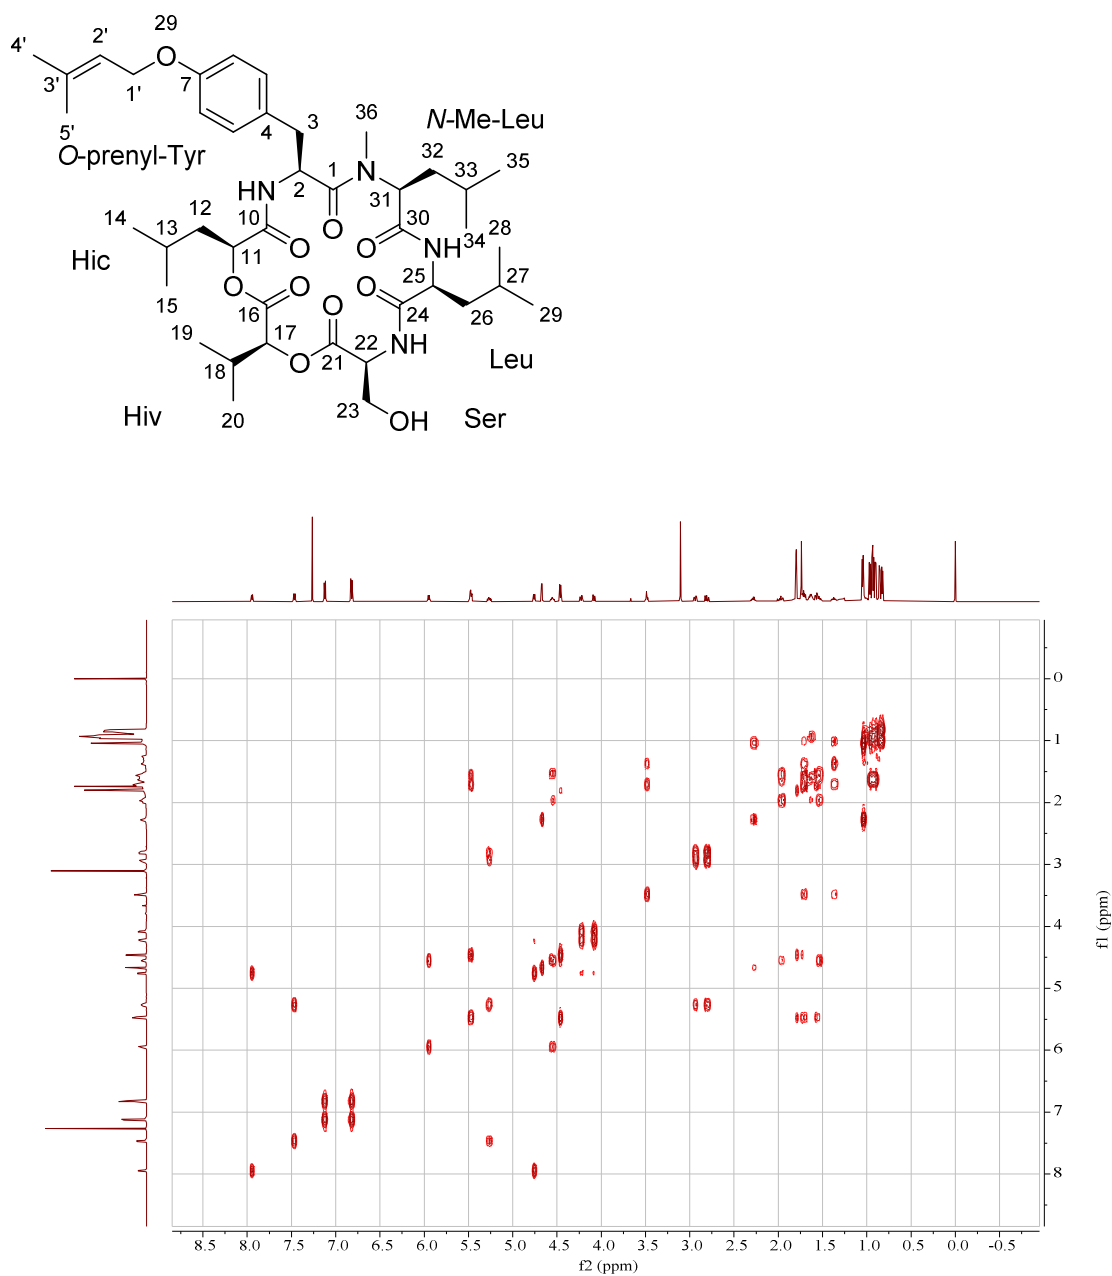 29
4' 2' O
3' 7
1' 36
3 N-Me-Leu
5' 4
O-prenyl-Tyr 32 35
1 N 33
HN 2 31
12 10 O 30 28
14 13 O O 34
Hic 11 N
H 25 27
O O O O
15 16 24 26 29
19 17 22 N
H
18 O 21 Leu
23
Hiv 20 OH Ser
0
1
2
3
4
5
6
7
8
f1 (ppm)
8.5 8.0 7.5 7.0 6.5 6.0 5.5 5.0 4.5 4.0 3.5 3.0 2.5 2.0 1.5 1.0 0.5 0.0 -0.5
f2 (ppm)